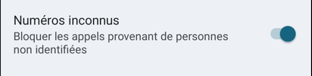 Numéros inconnus
Bloquer les appels provenant de personnes
non identifiées